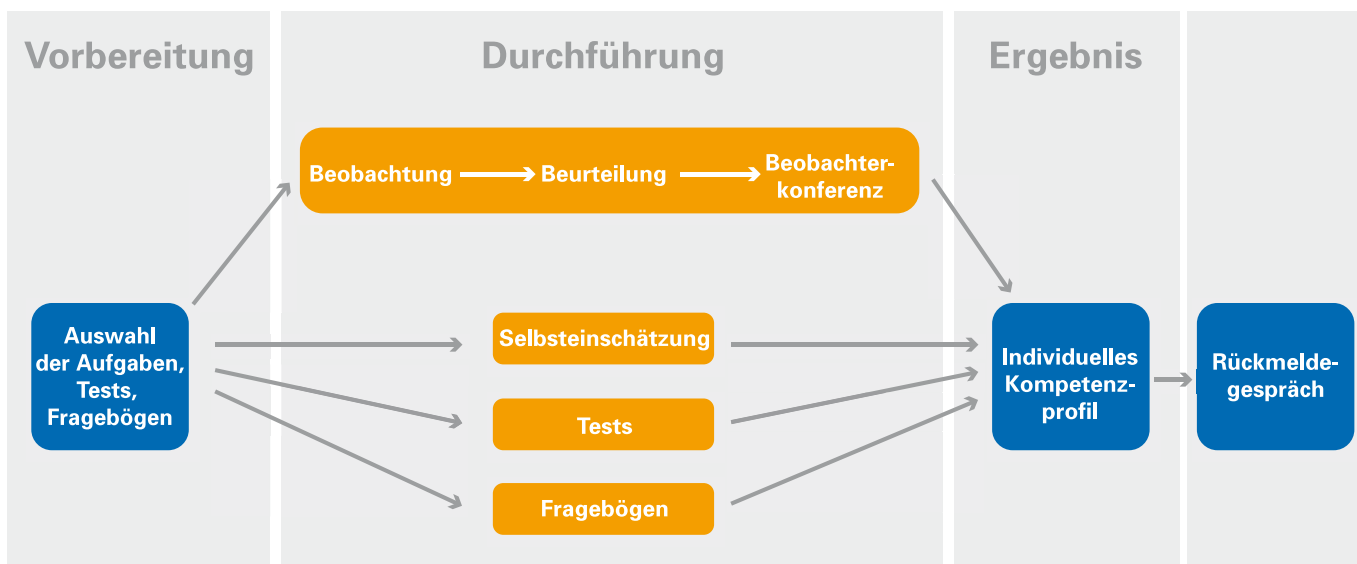 Vorbereitung
Durchführung
Ergebnis
Beobachtung
Beurteilung
Beobachter-
konferenz
Auswahl
der Aufgaben,
Tests,
Fragebögen
Selbsteinschätzung
Tests
Fragebögen
Individuelles
Kompetenz-
profil
Rückmelde-
gespräch